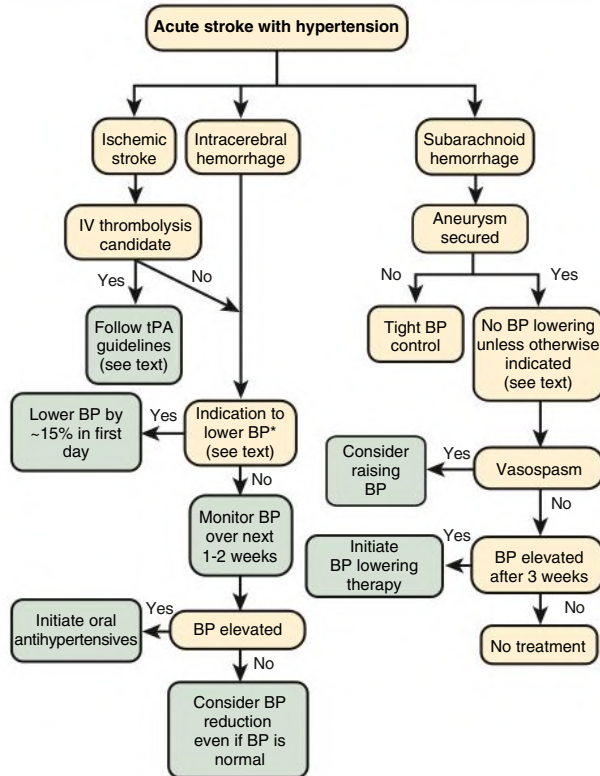 Acute stroke with hypertension
Ischemic
stroke
Intracerebral
hemorrhage
Subarachnoid
hemorrhage
IV thrombolysis
candidate
Aneurysm
secured
Yes
No
No
Yes
Follow tPA
guidelines
(see text)
Tight BP
control
No BP lowering
unless otherwise
indicated
(see text)
Lower BP by
~15% in first
day
Yes
Indication to
lower BP*
(see text)
No
Consider
raising
BP
Yes
Vasospasm
No
Monitor BP
over next
1-2 weeks
Initiate
BP lowering
therapy
Yes
BP elevated
after 3 weeks
No
Initiate oral
antihypertensives
Yes
BP elevated
No
No treatment
Consider BP
reduction
even if BP is
normal